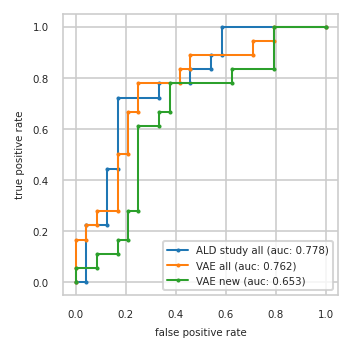 1.0
0.8
0.6
0.4
0.2
0.0
true positive rate
ALD study all (auc: 0.778)
VAE all (auc: 0.762)
VAE new (auc: 0.653)
0.0 0.2 0.4 0.6 0.8 1.0
false positive rate